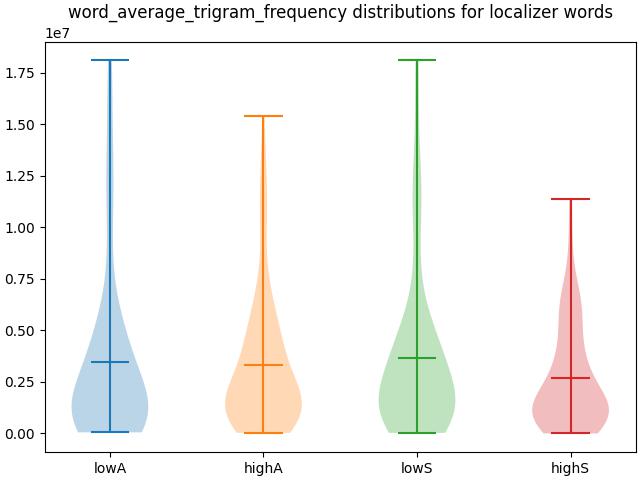 word_average_trigram_frequency distributions for localizer words
1e7
1.75
1.50
1.25
1.00
0.75
0.50
0.25
0.00
lowA highA lowS highS